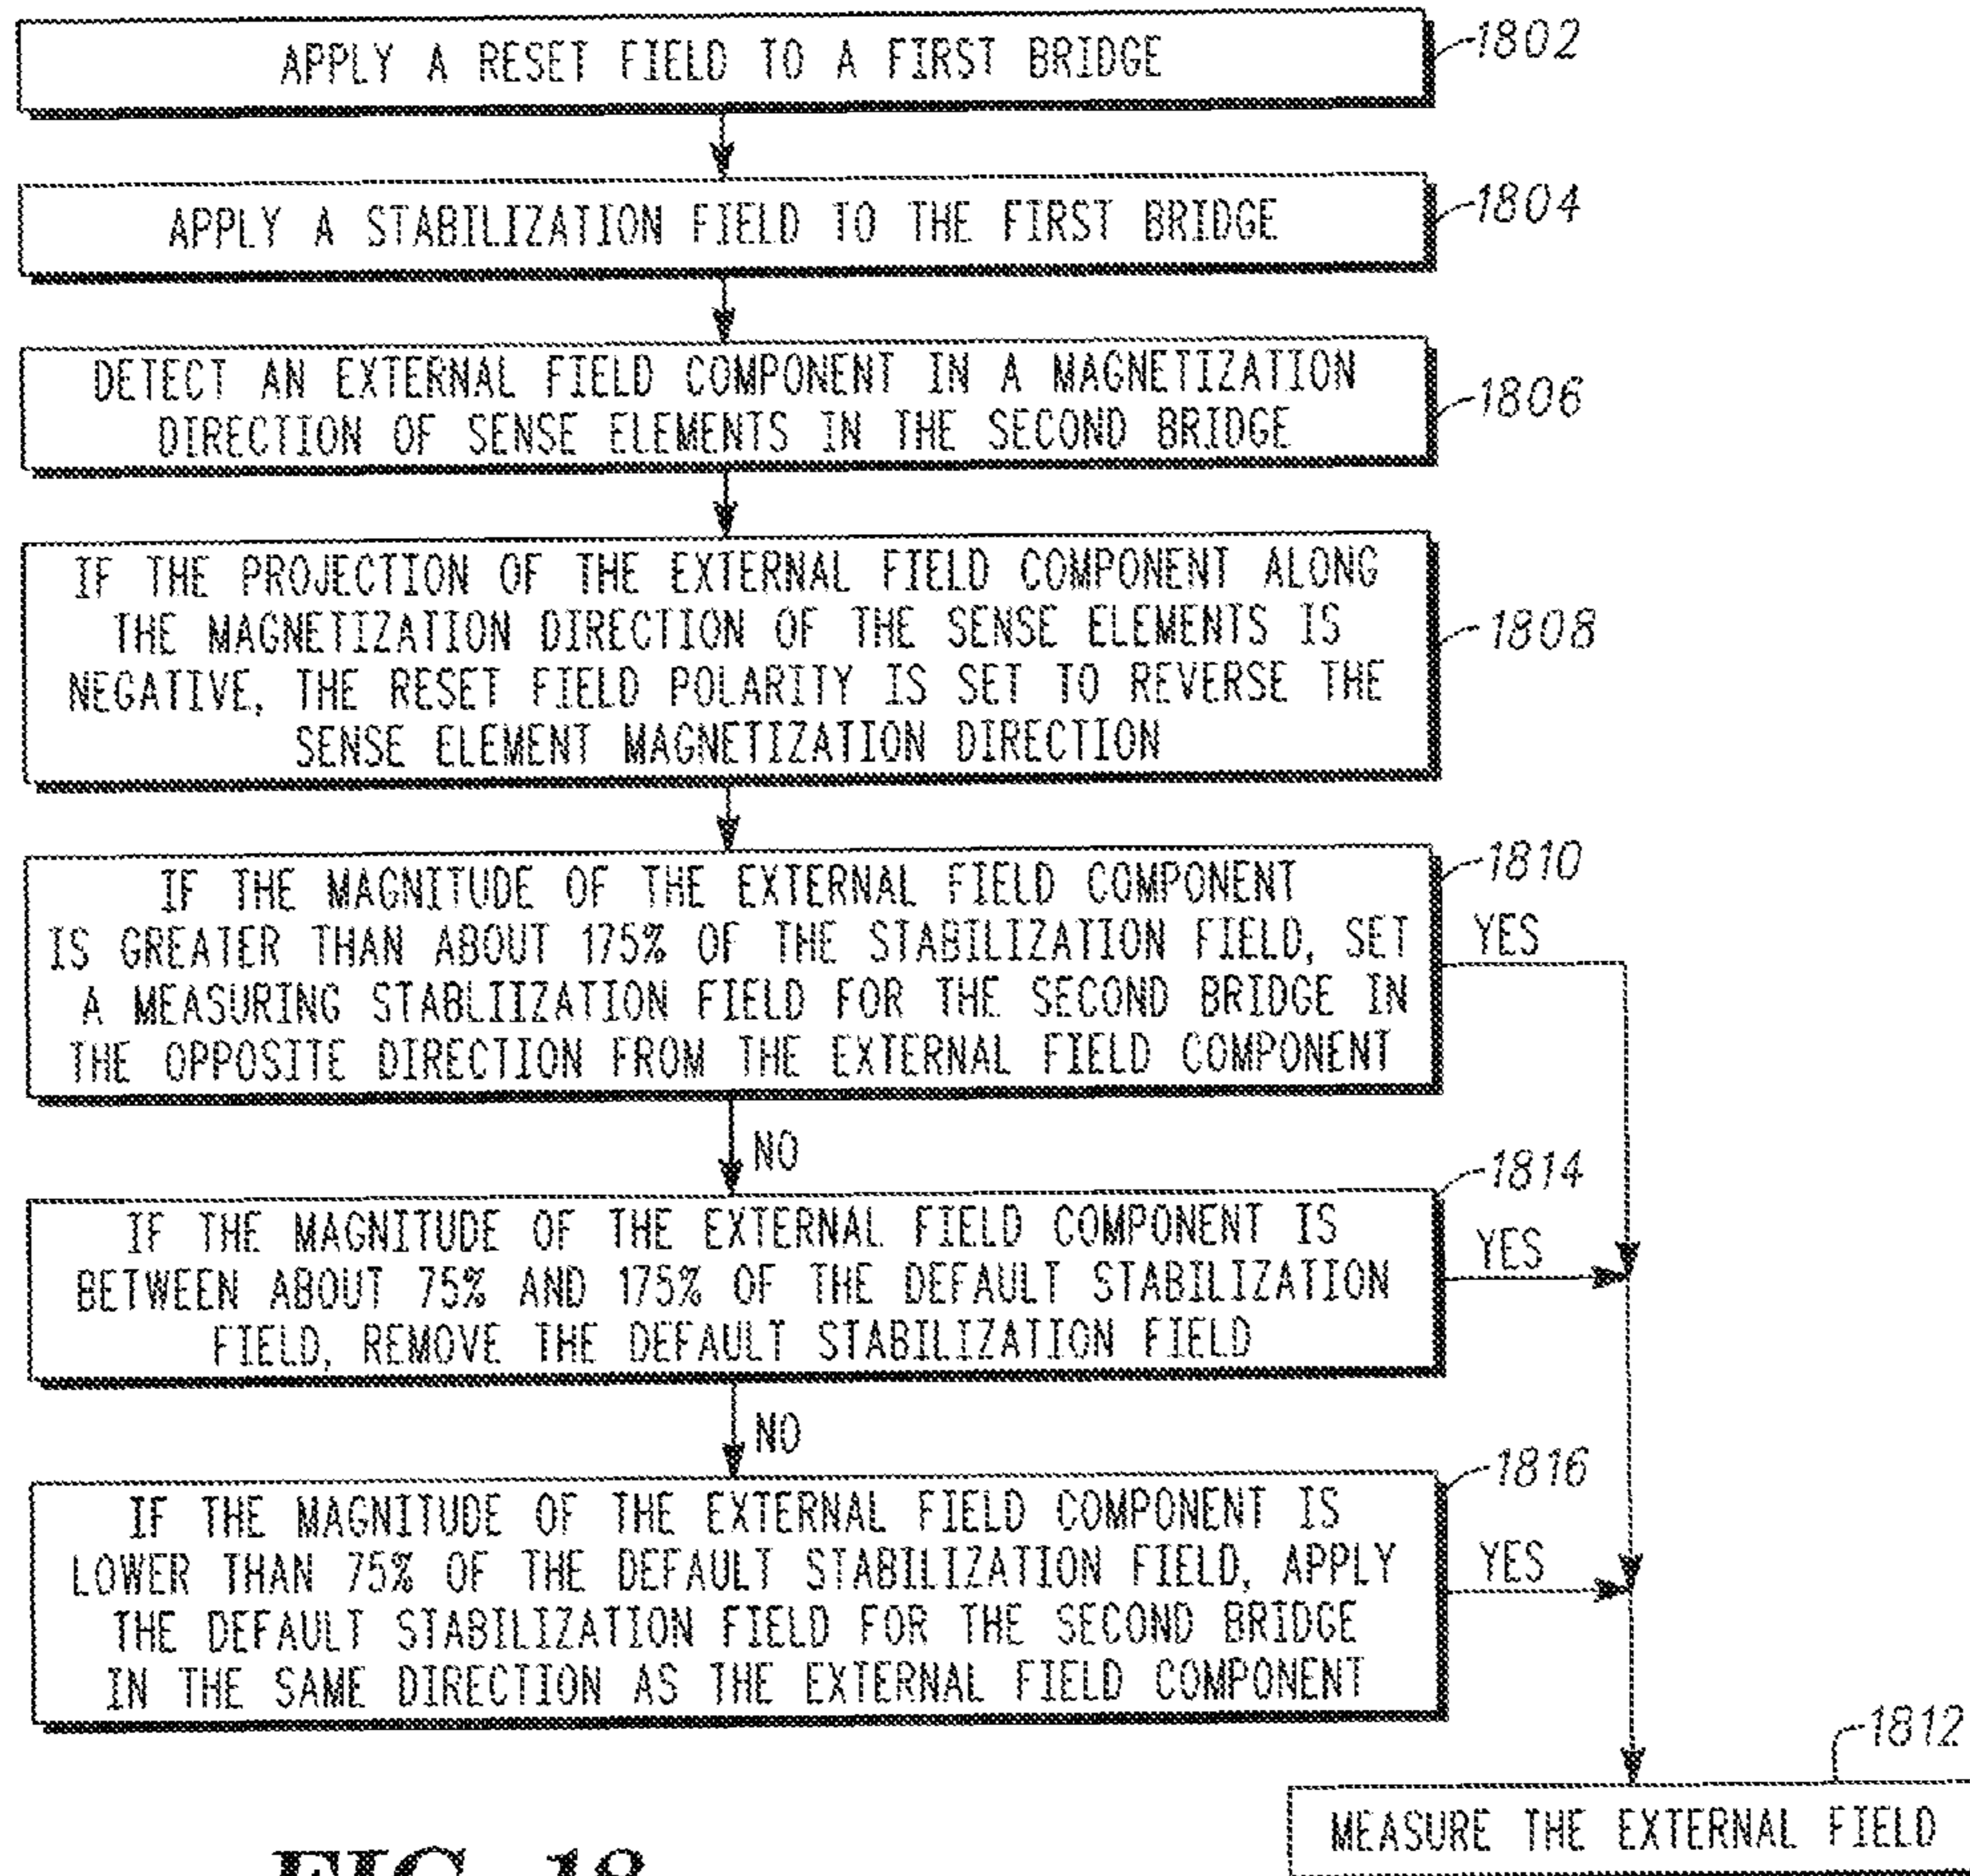 APPLY A RESET FIELD TO A FIRST BRIDGE
1802
APPLY A STABILIZATION FIELD TO THE FIRST BRIDGE
1804
DETECT AN EXTERNAL FIELD COMPONENT IN A MAGNETIZATION
DIRECTION OF SENSE ELEMENTS IN THE SECOND BRIDGE
1806
IF THE PROJECTION OF THE EXTERNAL FIELD COMPONENT ALONG
THE MAGNETIZATION DIRECTION OF THE SENSE ELEMENTS IS
NEGATIVE, THE RESET FIELD POLARITY IS SET TO REVERSE THE
SENSE ELEMENT MAGNETIZATION DIRECTION
1808
IF THE MAGNITUDE OF THE EXTERNAL FIELD COMPONENT
IS GREATER THAN ABOUT 175% OF THE STABILIZATION FIELD, SET
A MEASURING STABLIIZATION FIELD FOR THE SECOND BRIDGE IN
THE OPPOSITE DIRECTION FROM THE EXTERNAL FIELD COMPONENT
1810
YES
NO
IF THE MAGNITUDE OF THE EXTERNAL FIELD COMPONENT IS
BETWEEN ABOUT 75% AND 175% OF THE DEFAULT STABILIZATION
FIELD, REMOVE THE DEFAULT STABILIZATION FIELD
1814
YES
NO
IF THE MAGNITUDE OF THE EXTERNAL FIELD COMPONENT IS
LOWER THAN 75% OF THE DEFAULT STABILIZATION FIELD, APPLY
THE DEFAULT STABILIZATION FIELD FOR THE SECOND BRIDGE
IN THE SAME DIRECTION AS THE EXTERNAL FIELD COMPONENT
1816
YES
1812
MEASURE THE EXTERNAL FIELD
FIG. 18